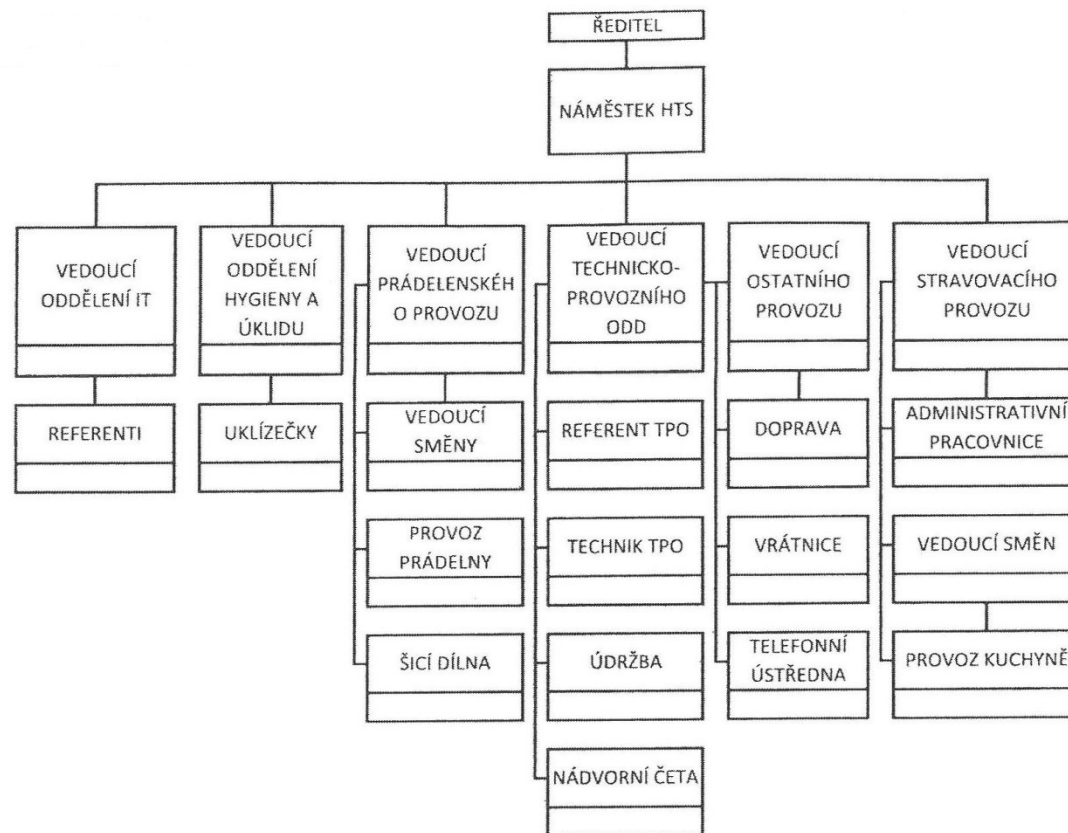 ŘEDITEL
NÁMĚSTEK HTS
VEDOUCÍ
ODDĚLENÍ IT
VEDOUCÍ
ODDĚLENÍ
HYGIENY A
ÚKLIDU
VEDOUCÍ
PRÁDELENSKÉH
O PROVOZU
VEDOUCÍ
TECHNICKO-
PROVOZNÍHO
ODD
VEDOUCÍ
OSTATNÍHO
PROVOZU
VEDOUCÍ
STRAVOVACÍHO
PROVOZU
REFERENTI
UKLÍZEČKY
VEDOUCÍ
SMĚNY
REFERENT TPO
DOPRAVA
ADMINISTRATIVNÍ
PRACOVNICE
PROVOZ
PRÁDELNY
TECHNIK TPO
VRÁTNICE
VEDOUCÍ SMĚN
ŠICÍ DÍLNA
ÚDRŽBA
TELEFONNÍ
ÚSTŘEDNA
PROVOZ KUCHYNĚ
NÁDVORNÍ ČETA